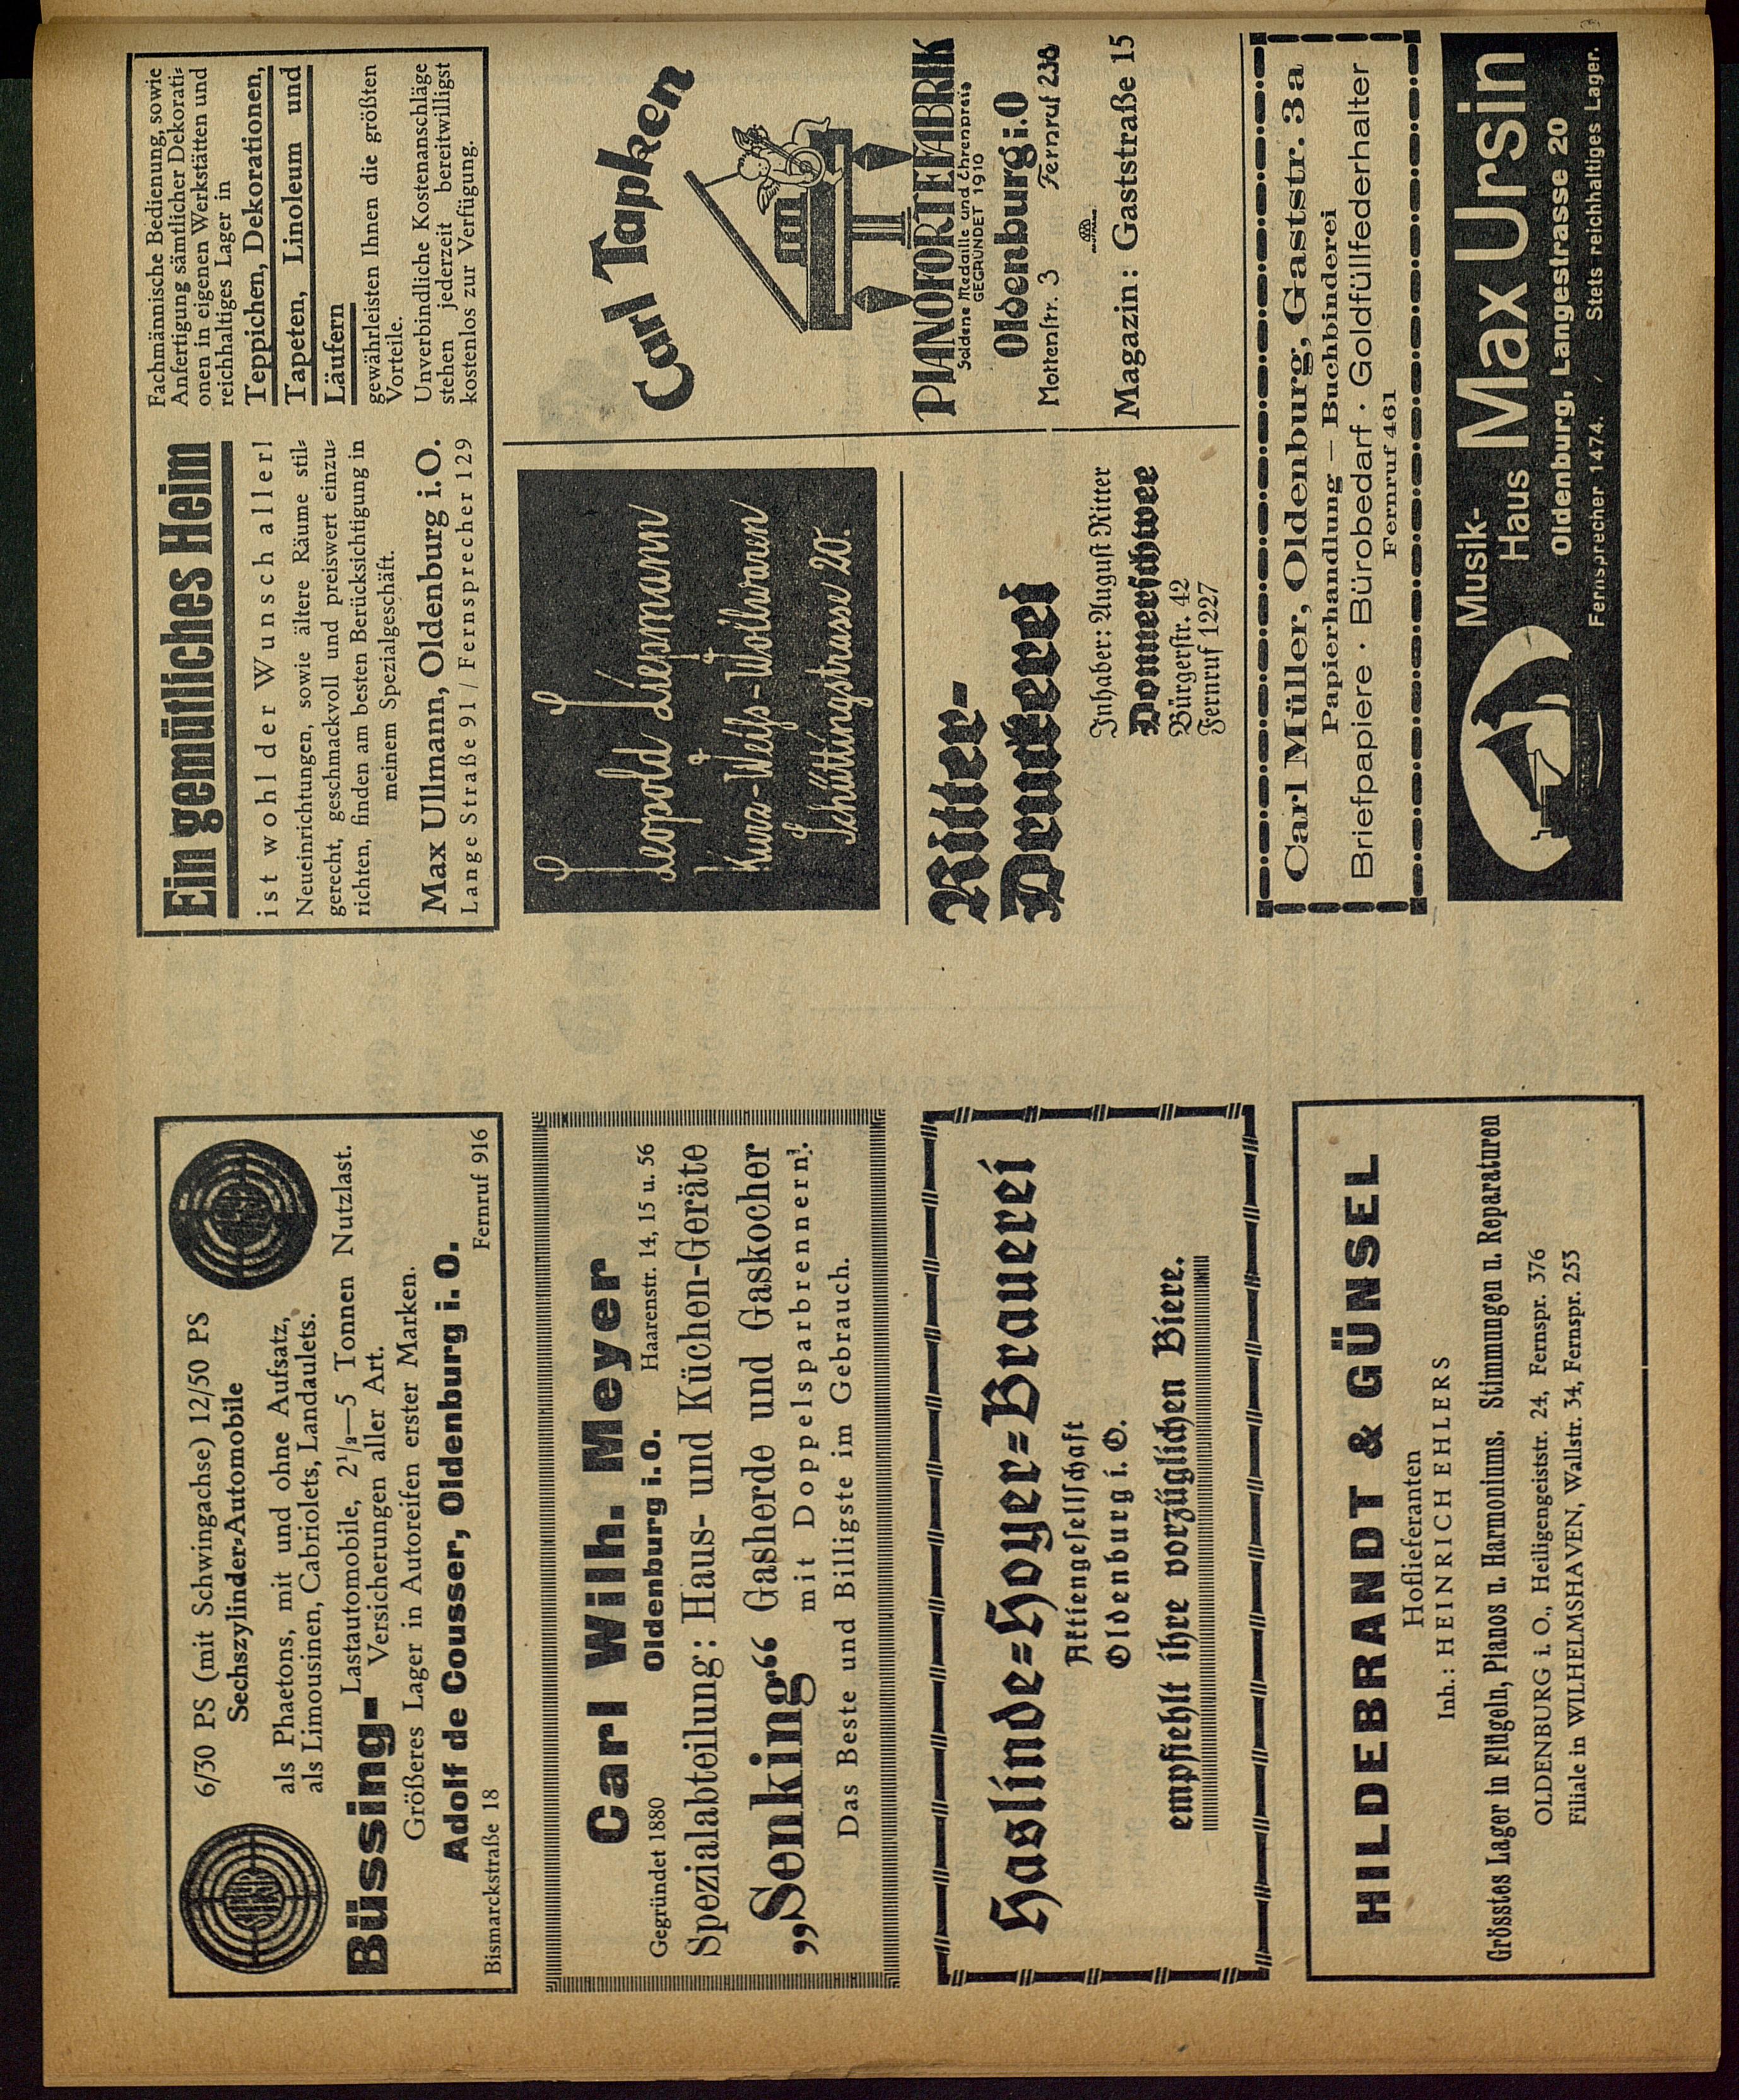 6/30 PS (mit Schwingachse) 12/50 PS
Sechszylinder-Automobile
als Phaetons, mit und ohne Aufsatz,
als Limousinen, Cabriolets, Landaulets.
Büssing- Lastautomobile, 2¹/₂—5 Tonnen Nutzlast.
Versicherungen aller Art.
Größeres Lager in Autoreifen erster Marken.
Adolf de Cousser, Oldenburg i. O.
Bismarckstraße 18 Fernruf 916
Carl Wilh. Meyer
Gegründet 1880 Oldenburg i. O. Haarenstr. 14, 15 u. 56
Spezialabteilung: Haus- und Küchen-Geräte
„Senking“ Gasherde und Gaskocher
mit Doppelsparbrennern!.
Das Beste und Billigste im Gebrauch.
Haslinde-Hoyer-Brauerei
Aktiengesellschaft
Oldenburg i. O.
empfiehlt ihre vorzüglichen Biere.
HILDEBRANDT & GÜNSEL
Hoflieferanten
Inh.: HEINRICH EHLERS
Grösstes Lager in Flügeln, Pianos u. Harmoniums. Stimmungen u. Reparaturen
OLDENBURG i. O., Heiligengeiststr. 24, Fernspr. 376
Filiale in WILHELMSHAVEN, Wallstr. 34, Fernspr. 253
Ein gemütliches Heim
ist wohl der Wunsch aller!
Neueinrichtungen, sowie ältere Räume stil-
gerecht, geschmackvoll und preiswert einzu-
richten, finden am besten Berücksichtigung in
meinem Spezialgeschäft.
Max Ullmann, Oldenburg i. O.
Lange Straße 91 / Fernsprecher 129
Fachmännische Bedienung, sowie
Anfertigung sämtlicher Dekorati-
onen in eigenen Werkstätten und
reichhaltiges Lager in
Teppichen, Dekorationen,
Tapeten, Linoleum und
Läufern
gewährleisten Ihnen die größten
Vorteile.
Unverbindliche Kostenanschläge
stehen jederzeit bereitwilligst
kostenlos zur Verfügung.
Leopold Liepmann
Kurz-Weiß-Wollwaren
Schüttingstrasse 20.
Carl Tapken
PIANOFORTEFABRIK
Goldene Medaille und Ehrenpreis
GEGRÜNDET 1910
Oldenburg i.O
Mottenstr. 3 Fernruf 238
Magazin: Gaststraße 15
Ritter-
Druckerei
Inhaber: August Ritter
Donnerschwee
Bürgerstr. 42
Fernruf 1227
Carl Müller, Oldenburg, Gaststr. 3a
Papierhandlung — Buchbinderei
Briefpapiere · Bürobedarf · Goldfüllfederhalter
Fernruf 461
Musik-
Haus Max Ursin
Oldenburg, Langestrasse 20
Fernsprecher 1474. / Stets reichhaltiges Lager.